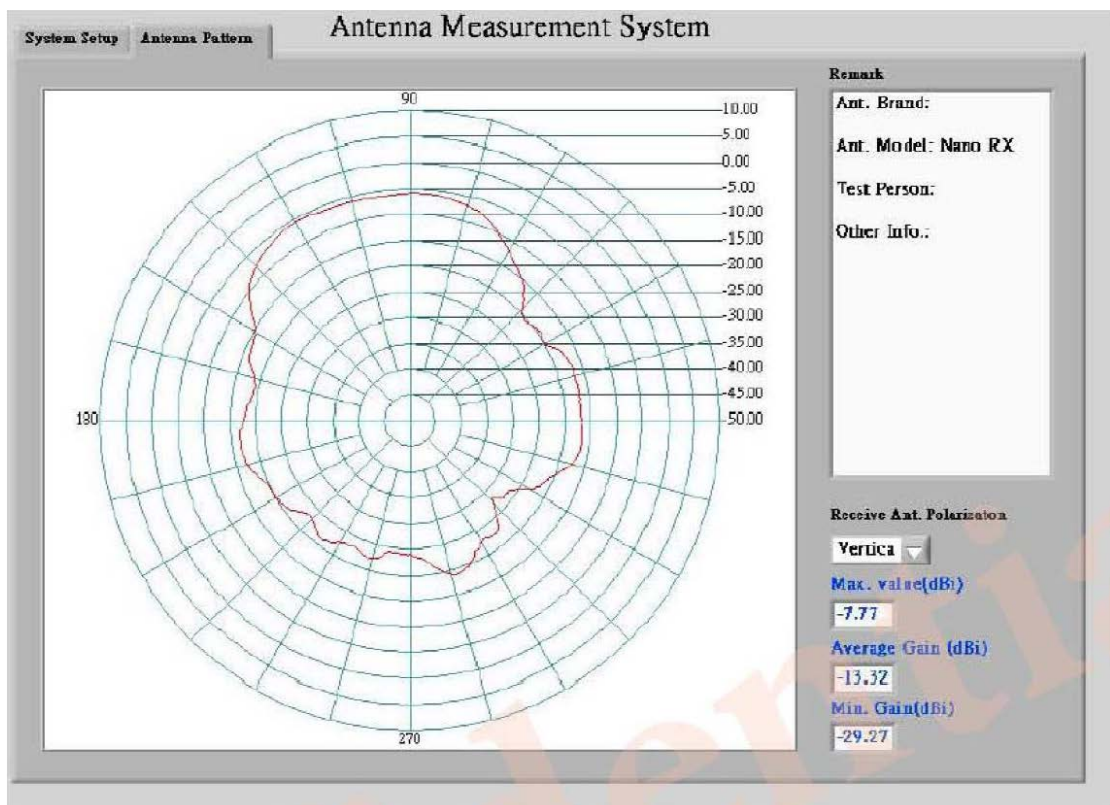 Antenna Measurement System
System Setup
Antenna Pattern
Remark
Ant. Brand:
Ant. Model: Nano RX
Test Person:
Other Info.:
90
10.00
5.00
0.00
-5.00
-10.00
-15.00
-20.00
-25.00
-30.00
-35.00
-40.00
-45.00
-50.00
180
270
Receive Ant. Polarizaton
Vertica
Max. value(dBi)
-7.77
Average Gain (dBi)
-13.32
Min. Gain(dBi)
-29.27